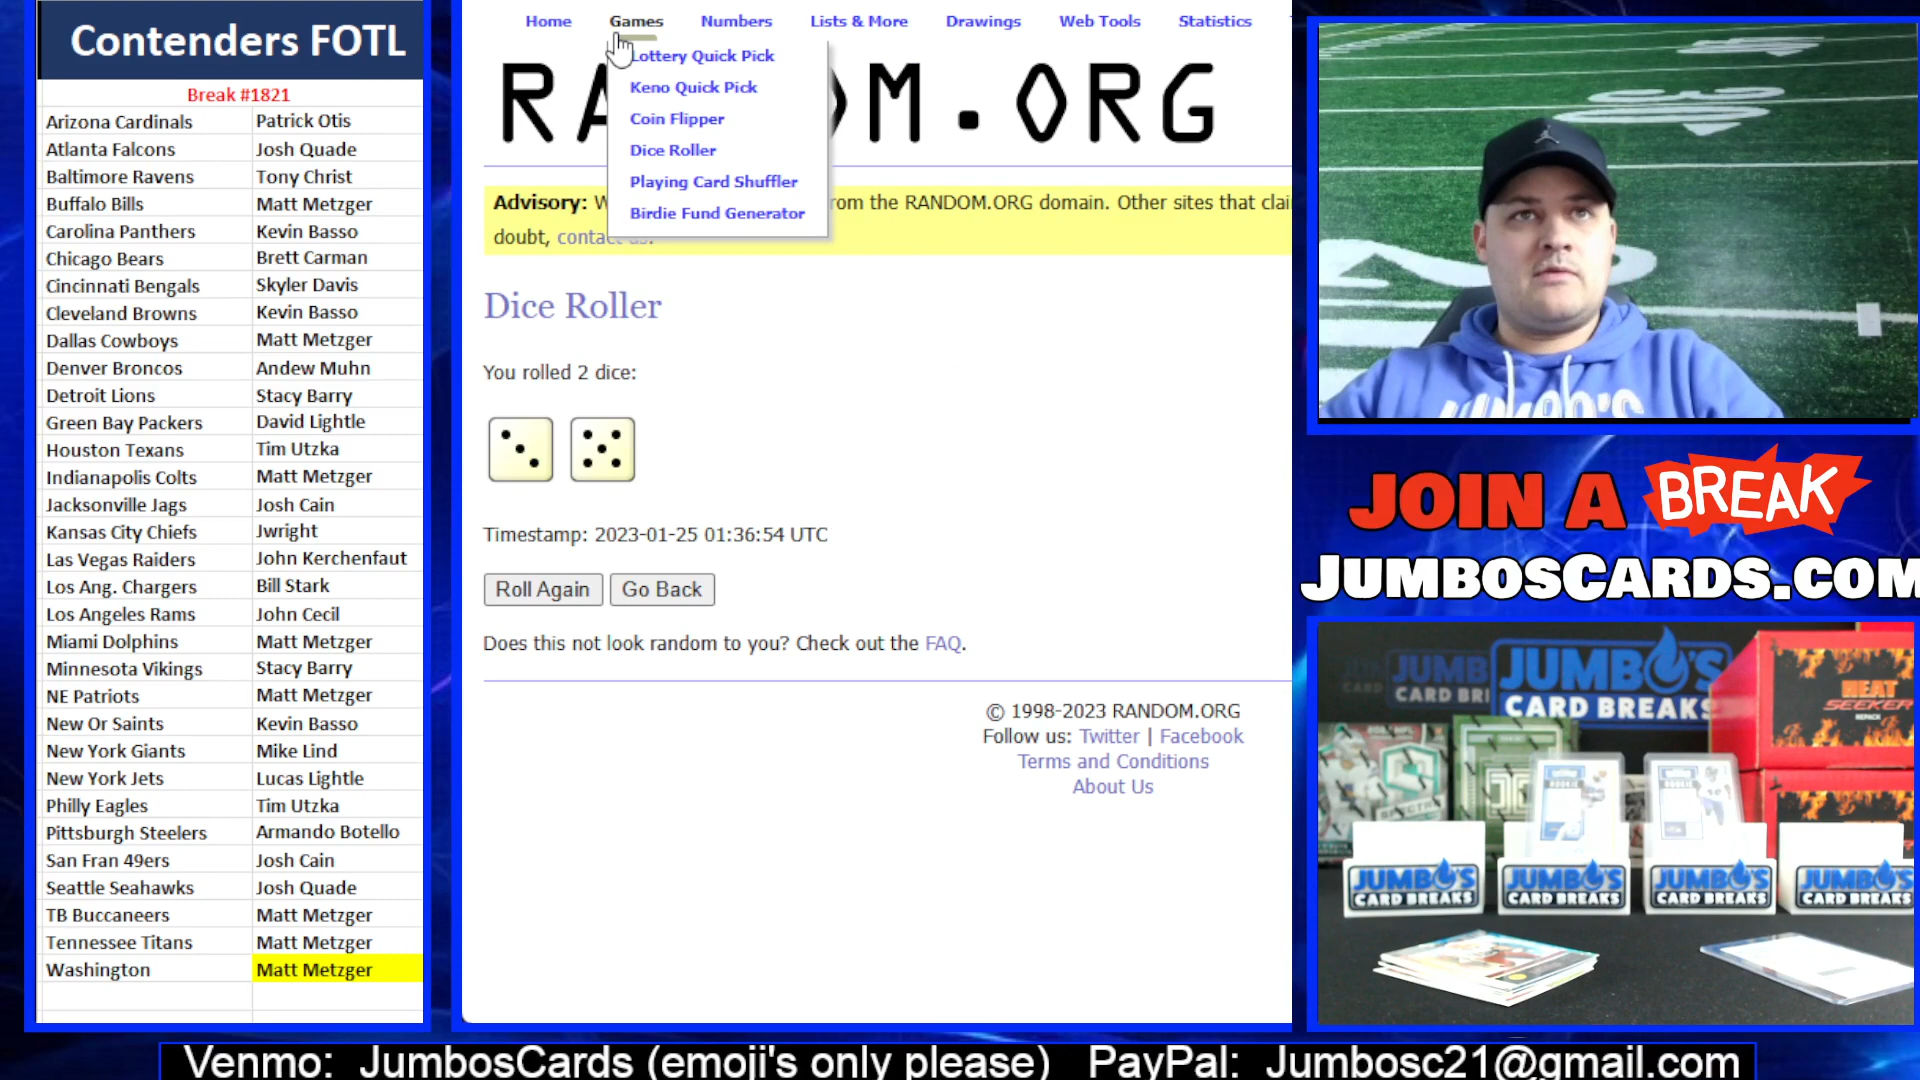 Contenders FOTL
Break #1821
Arizona Cardinals Patrick Otis
Atlanta Falcons Josh Quade
Baltimore Ravens Tony Christ
Buffalo Bills Matt Metzger
Carolina Panthers Kevin Basso
Chicago Bears Brett Carman
Cincinnati Bengals Skyler Davis
Cleveland Browns Kevin Basso
Dallas Cowboys Matt Metzger
Denver Broncos Andew Muhn
Detroit Lions Stacy Barry
Green Bay Packers David Lightle
Houston Texans Tim Utzka
Indianapolis Colts Matt Metzger
Jacksonville Jags Josh Cain
Kansas City Chiefs Jwright
Las Vegas Raiders John Kerchenfaut
Los Ang. Chargers Bill Stark
Los Angeles Rams John Cecil
Miami Dolphins Matt Metzger
Minnesota Vikings Stacy Barry
NE Patriots Matt Metzger
New Or Saints Kevin Basso
New York Giants Mike Lind
New York Jets Lucas Lightle
Philly Eagles Tim Utzka
Pittsburgh Steelers Armando Botello
San Fran 49ers Josh Cain
Seattle Seahawks Josh Quade
TB Buccaneers Matt Metzger
Tennessee Titans Matt Metzger
Washington Matt Metzger
Home Games Numbers Lists & More Drawings Web Tools Statistics
Lottery Quick Pick
Keno Quick Pick
Coin Flipper
Dice Roller
Playing Card Shuffler
Birdie Fund Generator
RA M.ORG
Advisory: W rom the RANDOM.ORG domain. Other sites that clai
doubt, contact us.
Dice Roller
You rolled 2 dice:
Timestamp: 2023-01-25 01:36:54 UTC
Roll Again Go Back
Does this not look random to you? Check out the FAQ.
© 1998-2023 RANDOM.ORG
Follow us: Twitter | Facebook
Terms and Conditions
About Us
JOIN A BREAK
JUMBOSCARDS.COM
JUMBO'S
CARD BREAKS
HEAT
SEEKER
REPACK
JUMBO'S
CARD BREAKS
JUMBO'S
CARD BREAKS
JUMBO'S
CARD BREAKS
JUMBO'S
CARD BREAKS
Venmo: JumbosCards (emoji's only please) PayPal: Jumbosc21@gmail.com